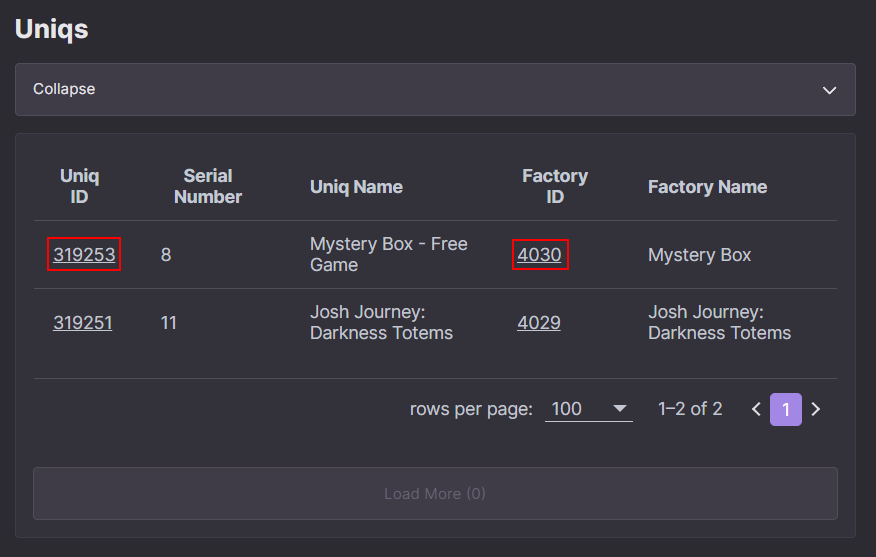 Uniqs
Collapse
Uniq
ID
Serial
Number
Uniq Name
Factory
ID
Factory Name
319253
8
Mystery Box - Free
Game
4030
Mystery Box
319251
11
Josh Journey:
Darkness Totems
4029
Josh Journey:
Darkness Totems
rows per page: 100 1–2 of 2 1
Load More (0)